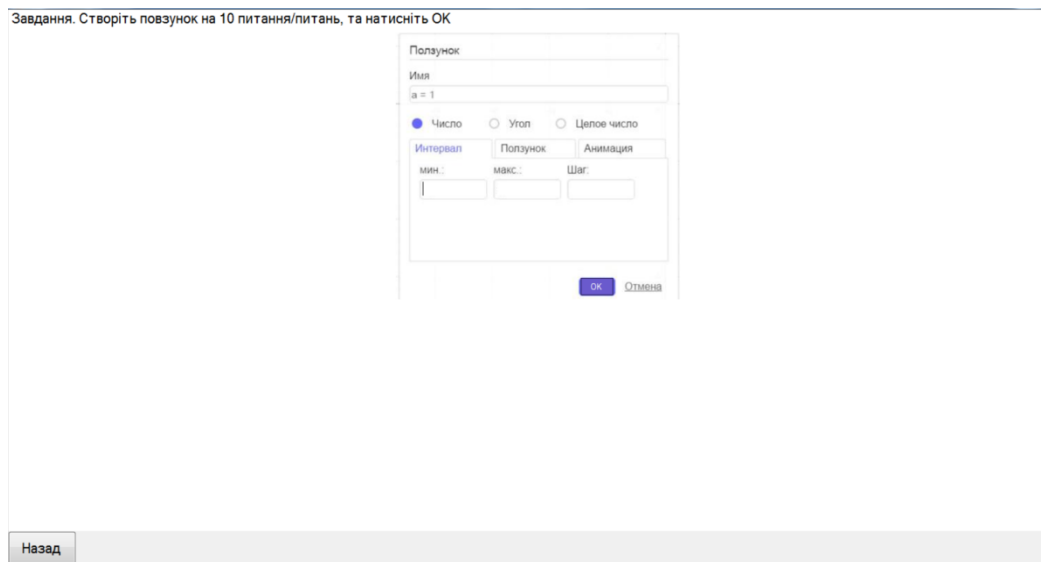 Завдання. Створіть повзунок на 10 питання/питань, та натисніть ОК
Ползунок
Имя
a = 1
Число Угол Целое число
Интервал Ползунок Анимация
мин.: макс.: Шаг:
ОК Отмена
Назад